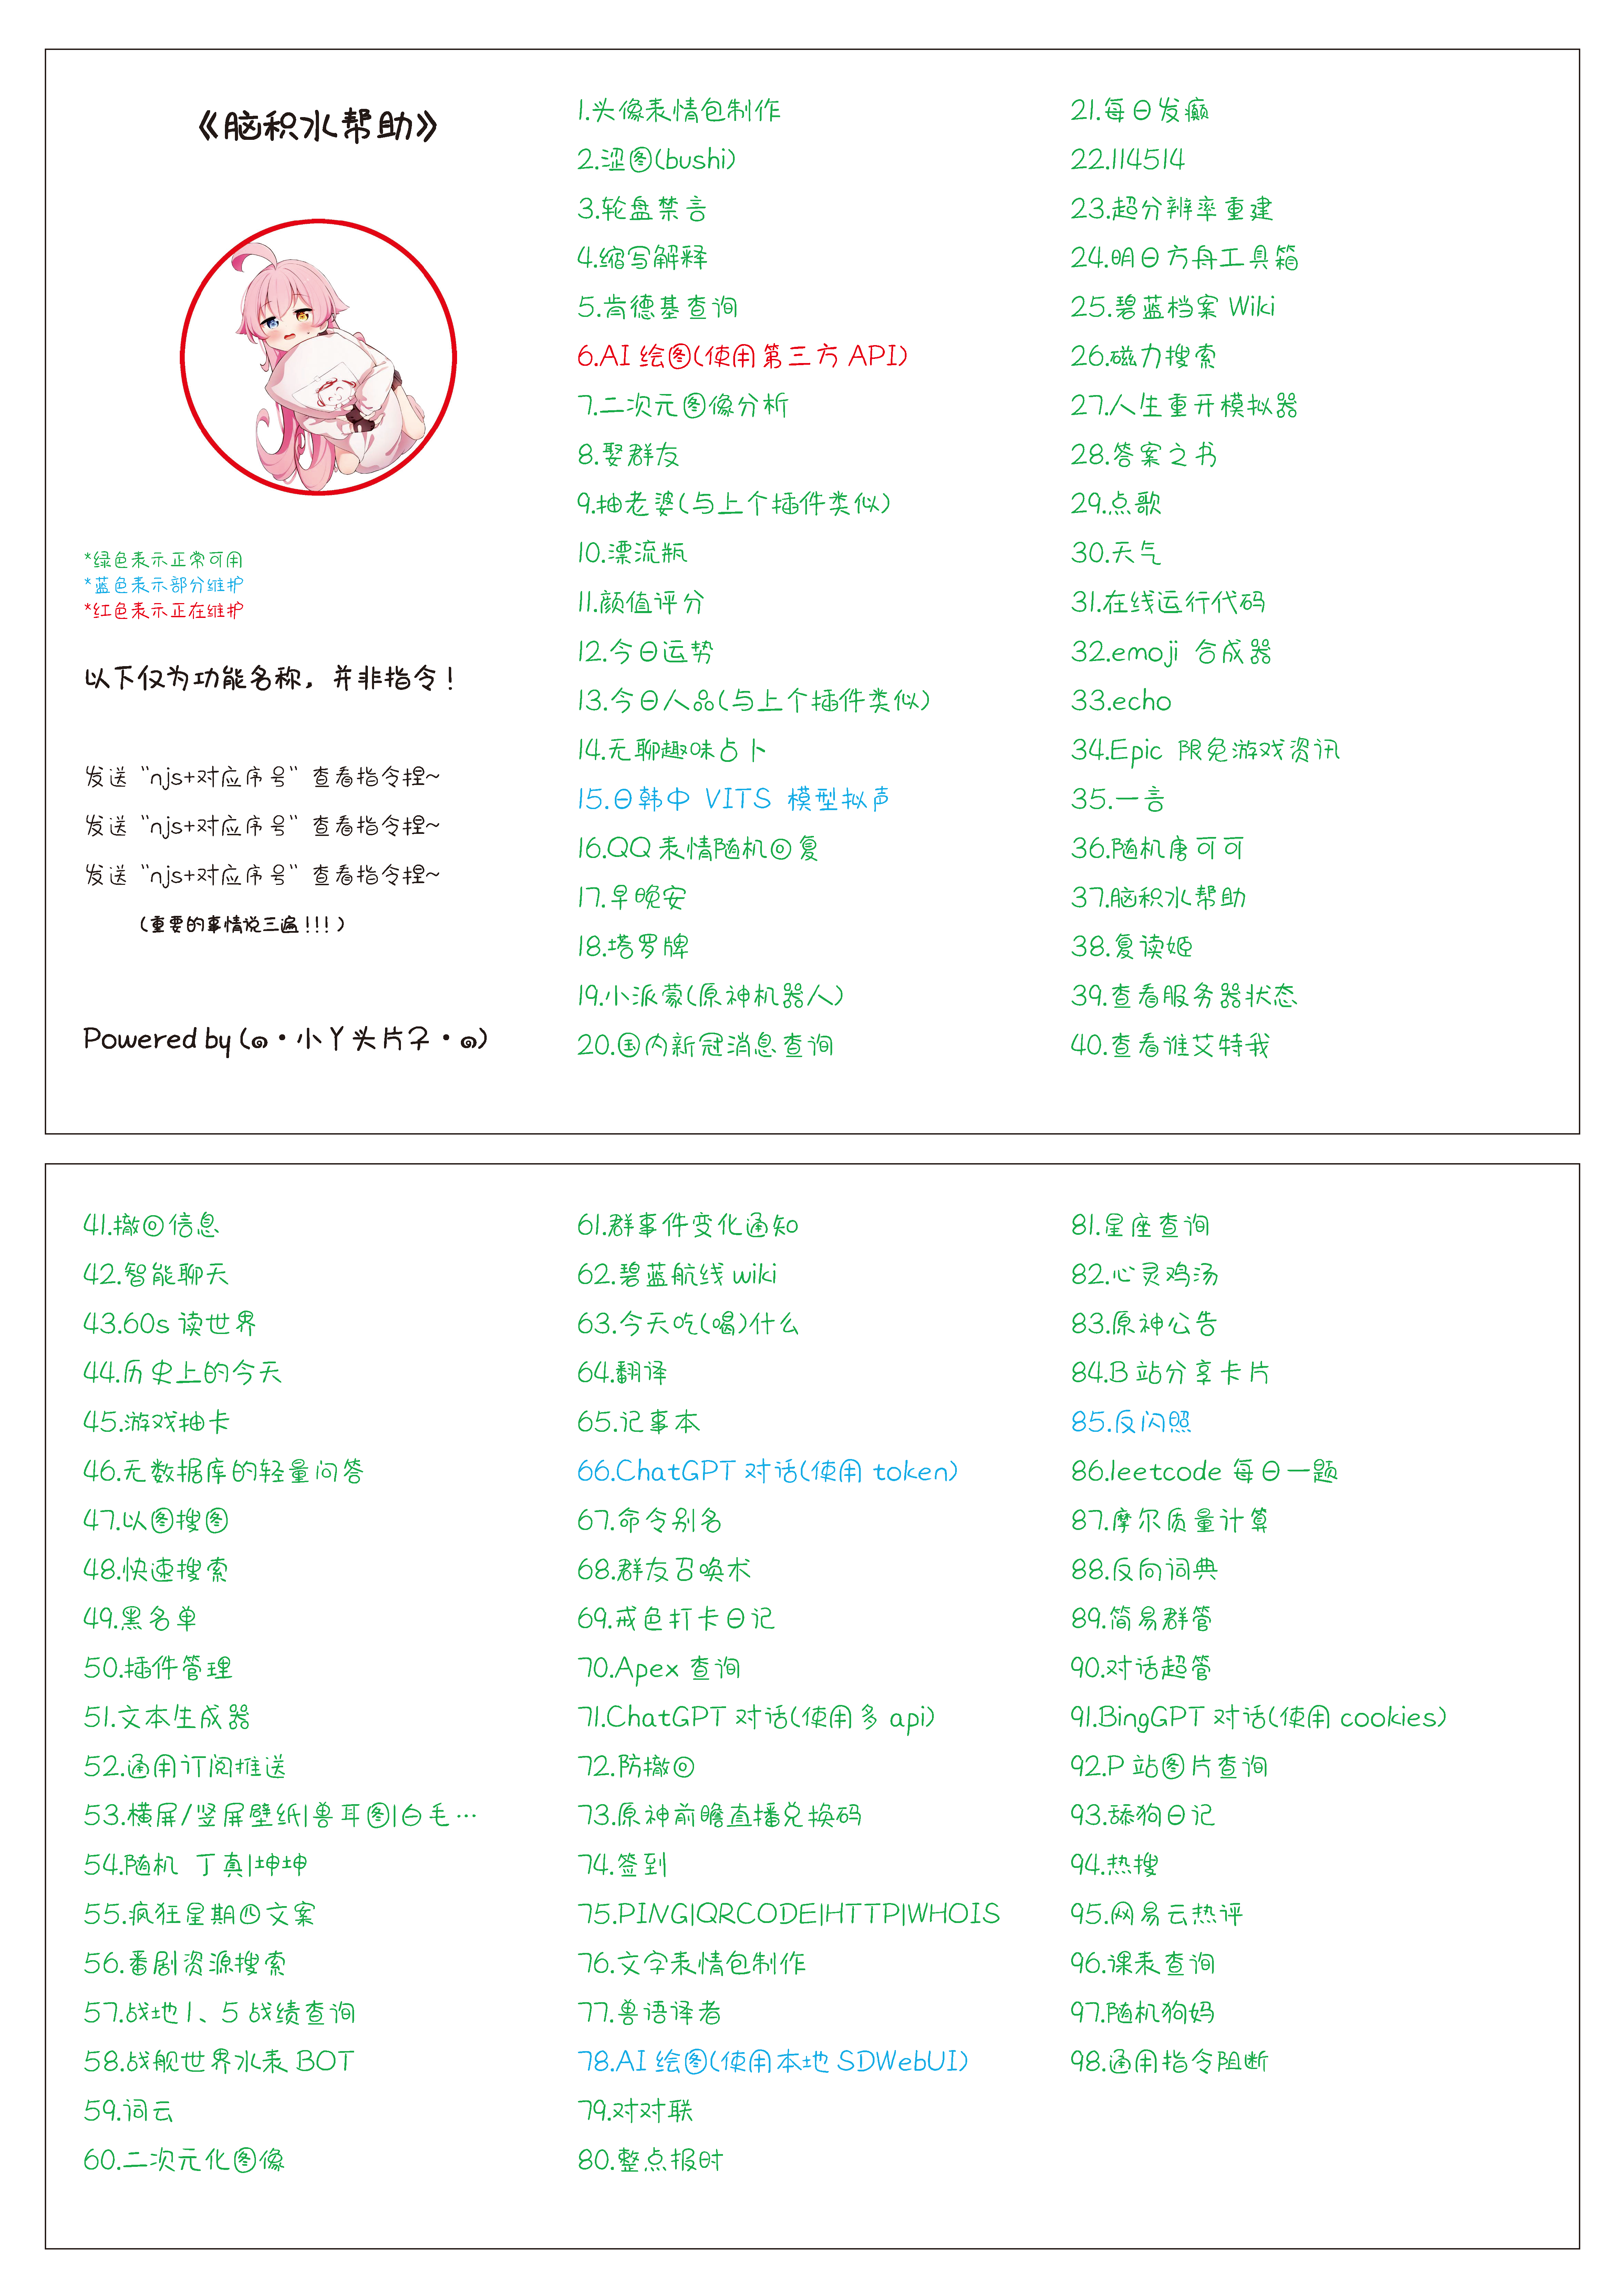 《脑积水帮助》
*绿色表示正常可用
*蓝色表示部分维护
*红色表示正在维护
以下仅为功能名称，并非指令！
发送“njs+对应序号”查看指令捏~
发送“njs+对应序号”查看指令捏~
发送“njs+对应序号”查看指令捏~
(重要的事情说三遍!!!)
Powered by (๑•小丫头片子•๑)
1.头像表情包制作
2.涩图(bushi)
3.轮盘禁言
4.缩写解释
5.肯德基查询
6.AI 绘图(使用第三方 API)
7.二次元图像分析
8.娶群友
9.抽老婆(与上个插件类似)
10.漂流瓶
11.颜值评分
12.今日运势
13.今日人品(与上个插件类似)
14.无聊趣味占卜
15.日韩中 VITS 模型拟声
16.QQ 表情随机回复
17.早晚安
18.塔罗牌
19.小派蒙(原神机器人)
20.国内新冠消息查询
21.每日发癫
22.114514
23.超分辨率重建
24.明日方舟工具箱
25.碧蓝档案 Wiki
26.磁力搜索
27.人生重开模拟器
28.答案之书
29.点歌
30.天气
31.在线运行代码
32.emoji 合成器
33.echo
34.Epic 限免游戏资讯
35.一言
36.随机唐可可
37.脑积水帮助
38.复读姬
39.查看服务器状态
40.查看谁艾特我
41.撤回信息
42.智能聊天
43.60s 读世界
44.历史上的今天
45.游戏抽卡
46.无数据库的轻量问答
47.以图搜图
48.快速搜索
49.黑名单
50.插件管理
51.文本生成器
52.通用订阅推送
53.横屏/竖屏壁纸|兽耳图|白毛…
54.随机 丁真|坤坤
55.疯狂星期四文案
56.番剧资源搜索
57.战地 1、5 战绩查询
58.战舰世界水表 BOT
59.词云
60.二次元化图像
61.群事件变化通知
62.碧蓝航线 wiki
63.今天吃(喝)什么
64.翻译
65.记事本
66.ChatGPT 对话(使用 token)
67.命令别名
68.群友召唤术
69.戒色打卡日记
70.Apex 查询
71.ChatGPT 对话(使用多 api)
72.防撤回
73.原神前瞻直播兑换码
74.签到
75.PING|QRCODE|HTTP|WHOIS
76.文字表情包制作
77.兽语译者
78.AI 绘图(使用本地 SDWebUI)
79.对对联
80.整点报时
81.星座查询
82.心灵鸡汤
83.原神公告
84.B 站分享卡片
85.反闪照
86.leetcode 每日一题
87.摩尔质量计算
88.反向词典
89.简易群管
90.对话超管
91.BingGPT 对话(使用 cookies)
92.P 站图片查询
93.舔狗日记
94.热搜
95.网易云热评
96.课表查询
97.随机狗妈
98.通用指令阻断